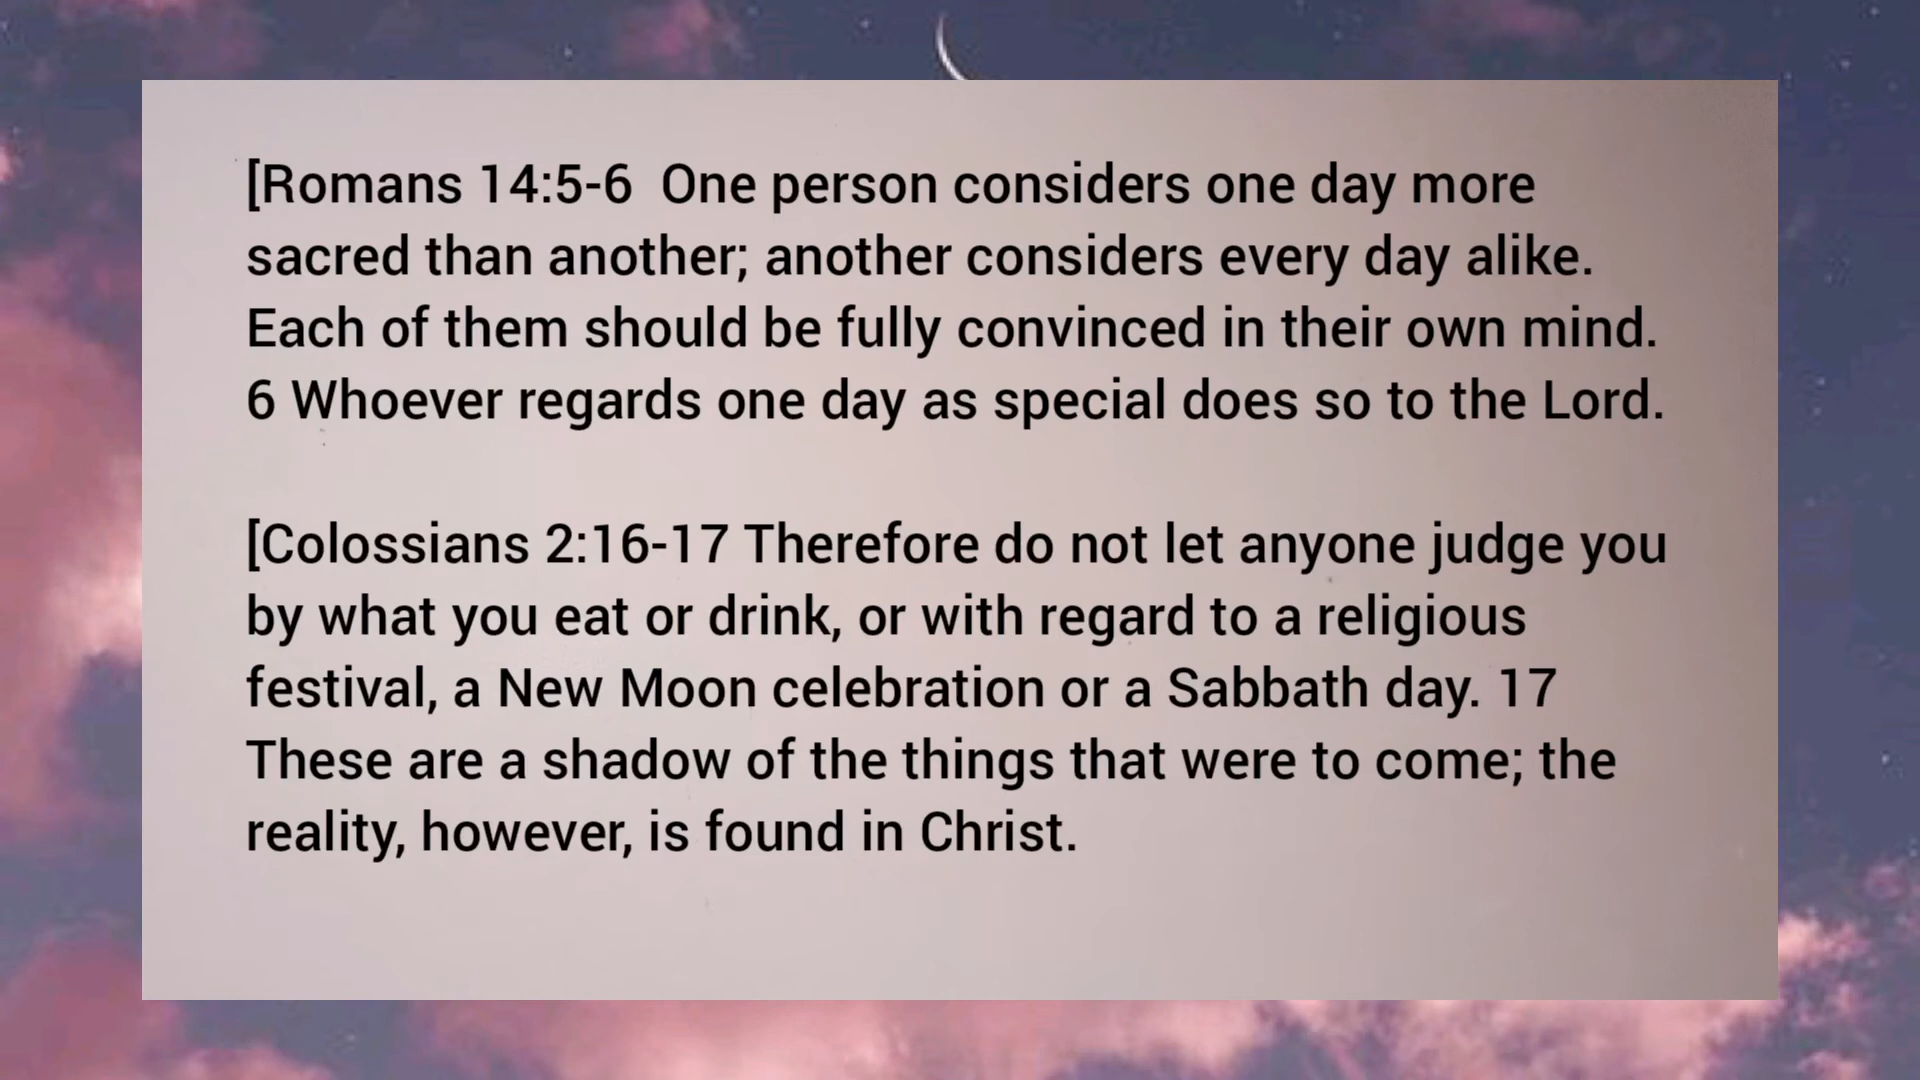 [Romans 14:5-6  One person considers one day more
sacred than another; another considers every day alike.
Each of them should be fully convinced in their own mind.
6 Whoever regards one day as special does so to the Lord.
[Colossians 2:16-17 Therefore do not let anyone judge you
by what you eat or drink, or with regard to a religious
festival, a New Moon celebration or a Sabbath day. 17
These are a shadow of the things that were to come; the
reality, however, is found in Christ.